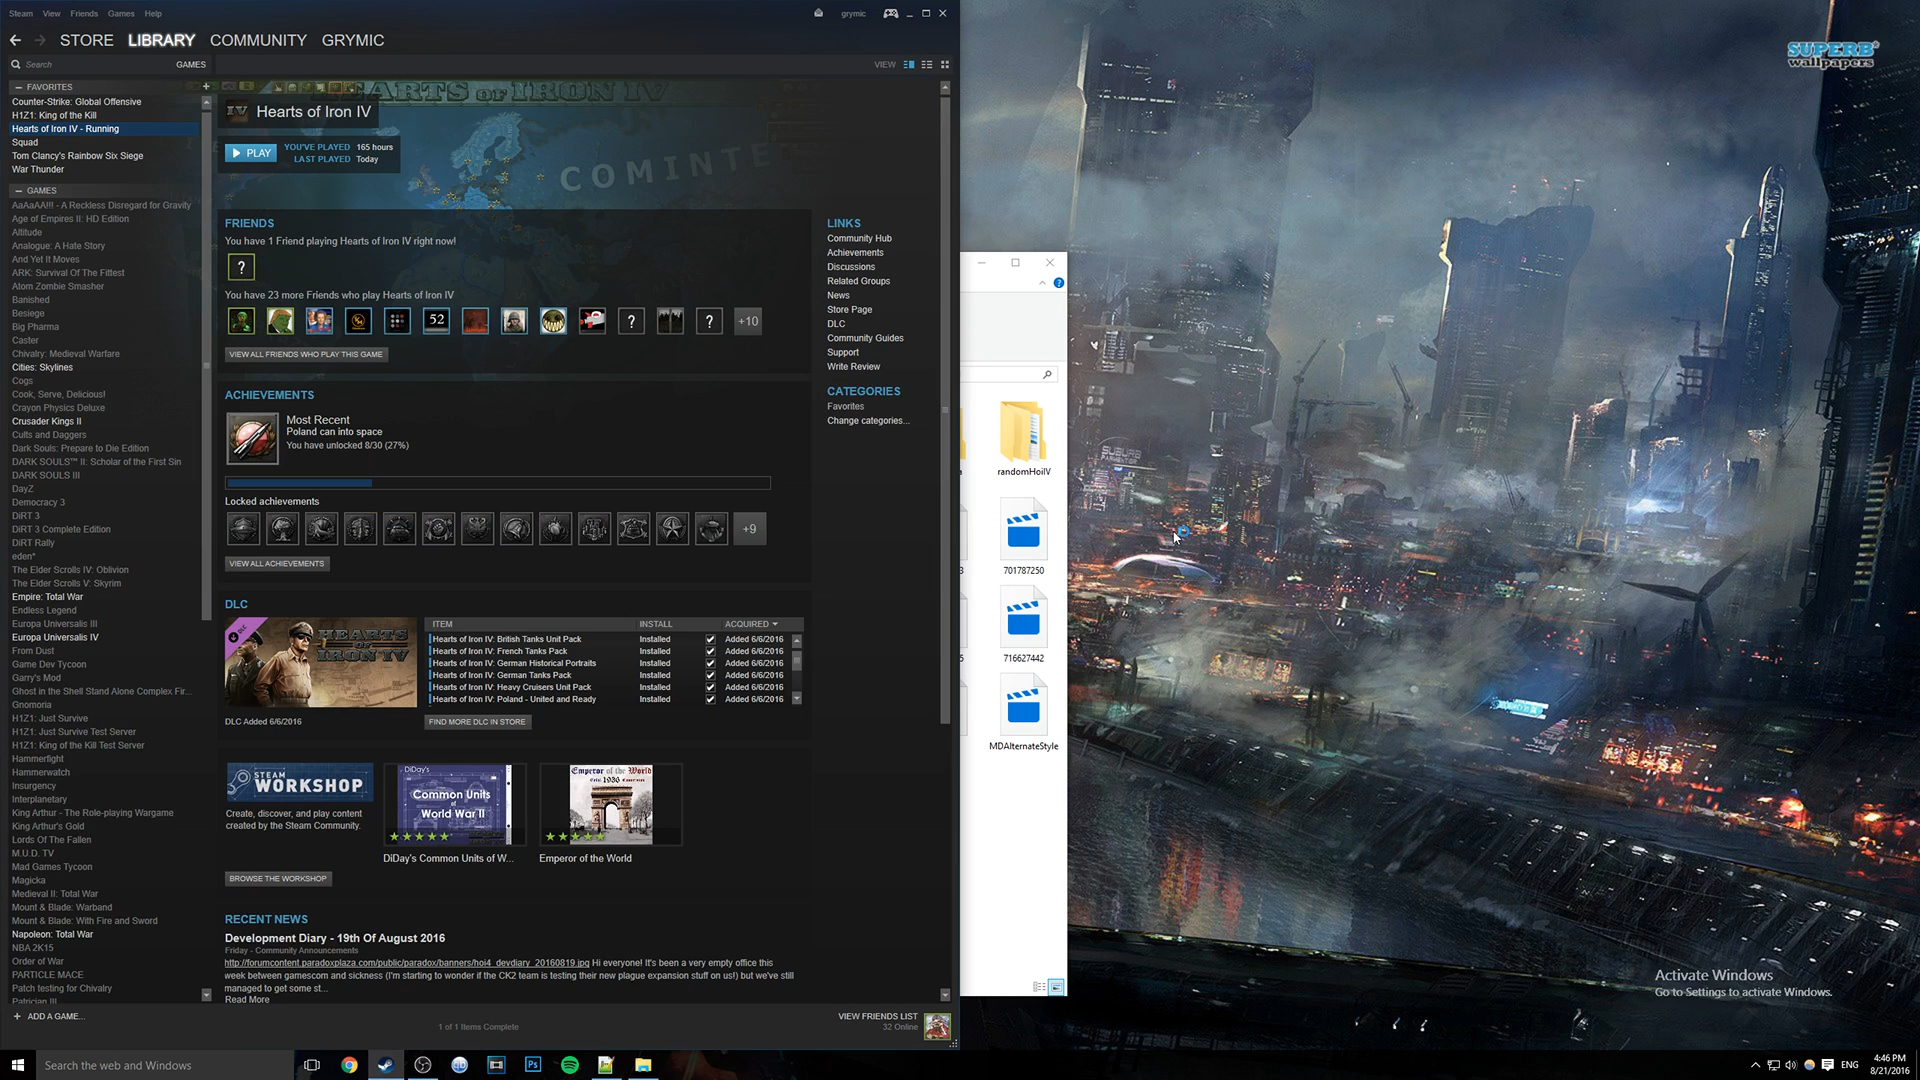 Steam View Friends Games Help
grymic
STORE LIBRARY COMMUNITY GRYMIC
Search GAMES
VIEW
FAVORITES
Counter-Strike: Global Offensive
H1Z1: King of the Kill
Hearts of Iron IV - Running
Squad
Tom Clancy's Rainbow Six Siege
War Thunder
GAMES
AaAaAA!!! - A Reckless Disregard for Gravity
Age of Empires II: HD Edition
Altitude
Analogue: A Hate Story
And Yet It Moves
ARK: Survival Of The Fittest
Atom Zombie Smasher
Banished
Besiege
Big Pharma
Caster
Chivalry: Medieval Warfare
Cities: Skylines
Cogs
Cook, Serve, Delicious!
Crayon Physics Deluxe
Crusader Kings II
Cults and Daggers
Dark Souls: Prepare to Die Edition
DARK SOULS™ II: Scholar of the First Sin
DARK SOULS III
DayZ
Democracy 3
DiRT 3
DiRT 3 Complete Edition
DiRT Rally
eden*
The Elder Scrolls IV: Oblivion
The Elder Scrolls V: Skyrim
Empire: Total War
Endless Legend
Europa Universalis III
Europa Universalis IV
From Dust
Game Dev Tycoon
Garry's Mod
Ghost in the Shell Stand Alone Complex Fir...
Gnomoria
H1Z1: Just Survive
H1Z1: Just Survive Test Server
H1Z1: King of the Kill Test Server
Hammerfight
Hammerwatch
Insurgency
Interplanetary
King Arthur - The Role-playing Wargame
King Arthur's Gold
Lords Of The Fallen
M.U.D. TV
Mad Games Tycoon
Magicka
Medieval II: Total War
Mount & Blade: Warband
Mount & Blade: With Fire and Sword
Napoleon: Total War
NBA 2K15
Order of War
PARTICLE MACE
Patch testing for Chivalry
Patrician III
ADD A GAME...
HEARTS OF IRON IV
IV Hearts of Iron IV
COMINTE
PLAY
YOU'VE PLAYED 165 hours
LAST PLAYED Today
FRIENDS
You have 1 Friend playing Hearts of Iron IV right now!
?
You have 23 more Friends who play Hearts of Iron IV
52 ? ? +10
VIEW ALL FRIENDS WHO PLAY THIS GAME
ACHIEVEMENTS
Most Recent
Poland can into space
You have unlocked 8/30 (27%)
Locked achievements
+9
VIEW ALL ACHIEVEMENTS
DLC
DLC
HEARTS OF IRON IV
DLC Added 6/6/2016
ITEM INSTALL ACQUIRED
Hearts of Iron IV: British Tanks Unit Pack Installed Added 6/6/2016
Hearts of Iron IV: French Tanks Pack Installed Added 6/6/2016
Hearts of Iron IV: German Historical Portraits Installed Added 6/6/2016
Hearts of Iron IV: German Tanks Pack Installed Added 6/6/2016
Hearts of Iron IV: Heavy Cruisers Unit Pack Installed Added 6/6/2016
Hearts of Iron IV: Poland - United and Ready Installed Added 6/6/2016
FIND MORE DLC IN STORE
STEAM WORKSHOP
Create, discover, and play content
created by the Steam Community.
BROWSE THE WORKSHOP
DiDay's
Common Units
of
World War II
DiDay's Common Units of W...
Emperor of the World
Emperor of the World
RECENT NEWS
Development Diary - 19th Of August 2016
Friday - Community Announcements
http://forumcontent.paradoxplaza.com/public/paradox/banners/hoi4_devdiary_20160819.jpg Hi everyone! It's been a very empty office this
week between gamescom and sickness (I'm starting to wonder if the CK2 team is testing their new plague expansion stuff on us!) but we've still
managed to get some st...
Read More
LINKS
Community Hub
Achievements
Discussions
Related Groups
News
Store Page
DLC
Community Guides
Support
Write Review
CATEGORIES
Favorites
Change categories...
1 of 1 Items Complete
VIEW FRIENDS LIST
32 Online
randomHoiIV
701787250
716627442
MDAlternateStyle
SUPERB
wallpapers
Activate Windows
Go to Settings to activate Windows.
Search the web and Windows
Ps
ENG
4:46 PM
8/21/2016